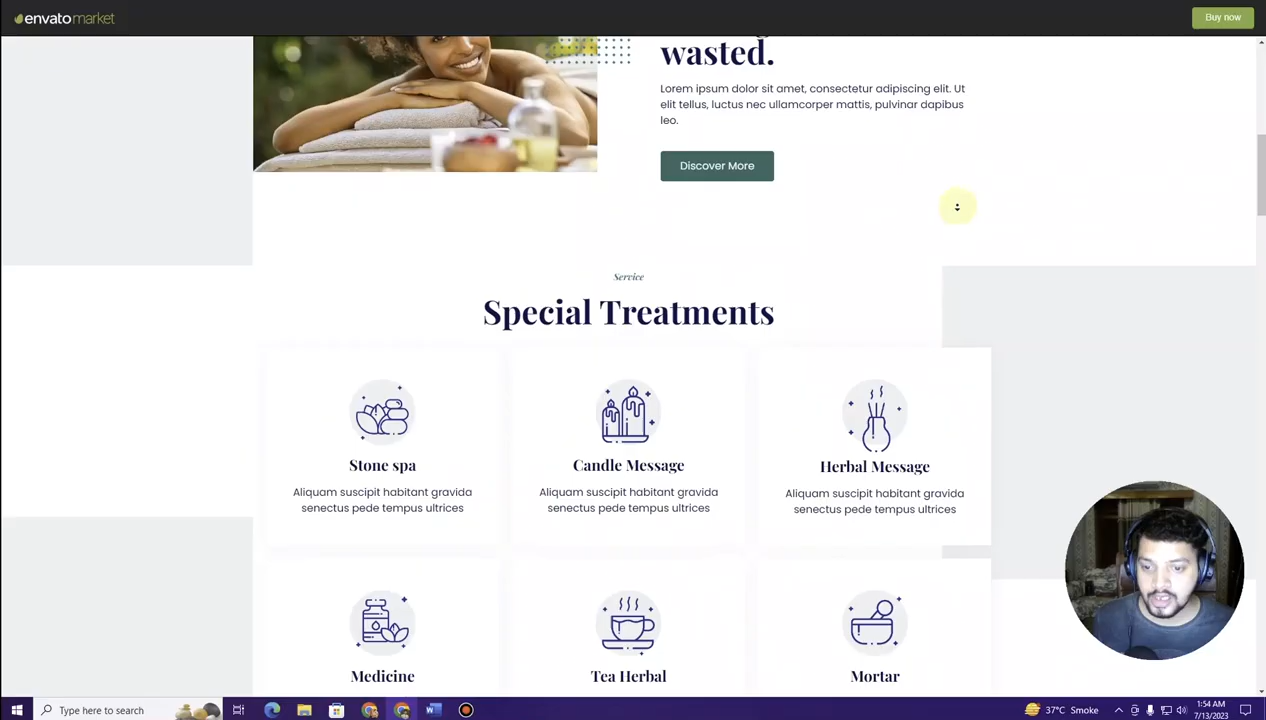 envato market
Buy now
wasted.
Lorem ipsum dolor sit amet, consectetur adipiscing elit. Ut
elit tellus, luctus nec ullamcorper mattis, pulvinar dapibus
leo.
Discover More
Service
Special Treatments
Stone spa
Candle Message
Herbal Message
Aliquam suscipit habitant gravida
senectus pede tempus ultrices
Aliquam suscipit habitant gravida
senectus pede tempus ultrices
Aliquam suscipit habitant gravida
senectus pede tempus ultrices
Medicine
Tea Herbal
Mortar
Type here to search
37°C Smoke
1:54 AM
7/13/2023